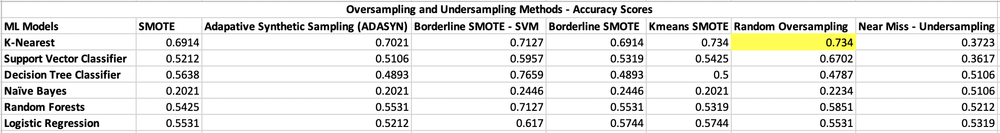 Oversampling and Undersampling Methods - Accuracy Scores
ML Models SMOTE Adapative Synthetic Sampling (ADASYN) Borderline SMOTE - SVM Borderline SMOTE Kmeans SMOTE Random Oversampling Near Miss - Undersampling
K-Nearest 0.6914 0.7021 0.7127 0.6914 0.734 0.734 0.3723
Support Vector Classifier 0.5212 0.5106 0.5957 0.5319 0.5425 0.6702 0.3617
Decision Tree Classifier 0.5638 0.4893 0.7659 0.4893 0.5 0.4787 0.5106
Naïve Bayes 0.2021 0.2021 0.2446 0.2446 0.2021 0.2234 0.5106
Random Forests 0.5425 0.5531 0.7127 0.5531 0.5319 0.5851 0.5212
Logistic Regression 0.5531 0.5212 0.617 0.5744 0.5744 0.5531 0.5319